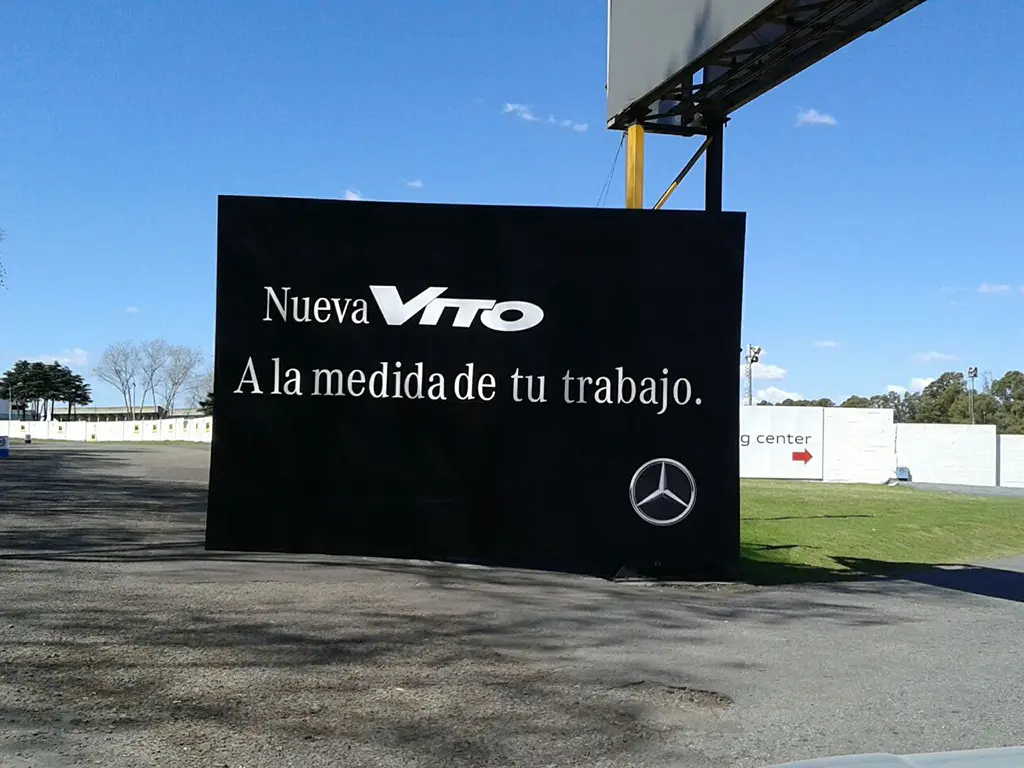 Nueva VITO
A la medida de tu trabajo.
g center